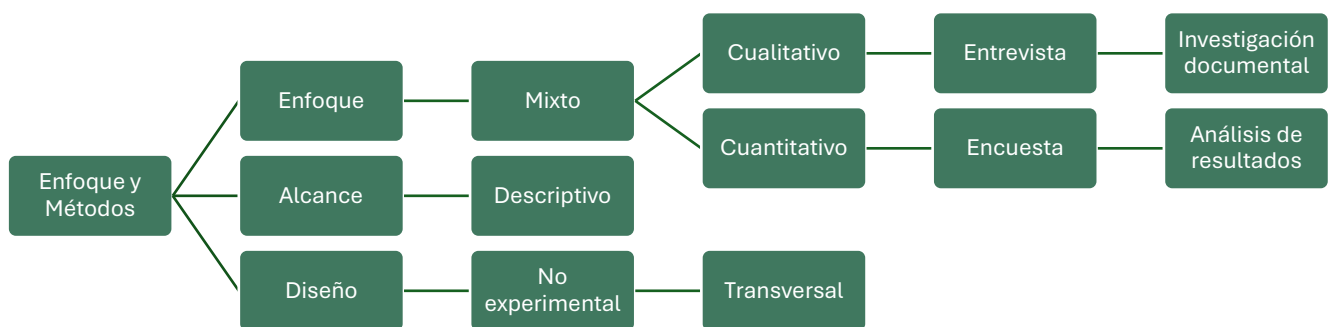 Enfoque y
Métodos
Enfoque
Mixto
Cualitativo
Entrevista
Investigación
documental
Cuantitativo
Encuesta
Análisis de
resultados
Alcance
Descriptivo
Diseño
No
experimental
Transversal